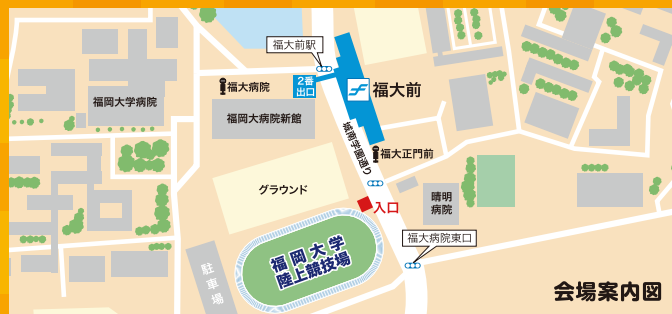 福大前駅
2番
出口
福大病院
福大前
福岡大学病院
福岡大病院新館
城南学園通り
福大正門前
グラウンド
入口
晴明
病院
福大病院東口
福岡大学
陸上競技場
駐車場
会場案内図